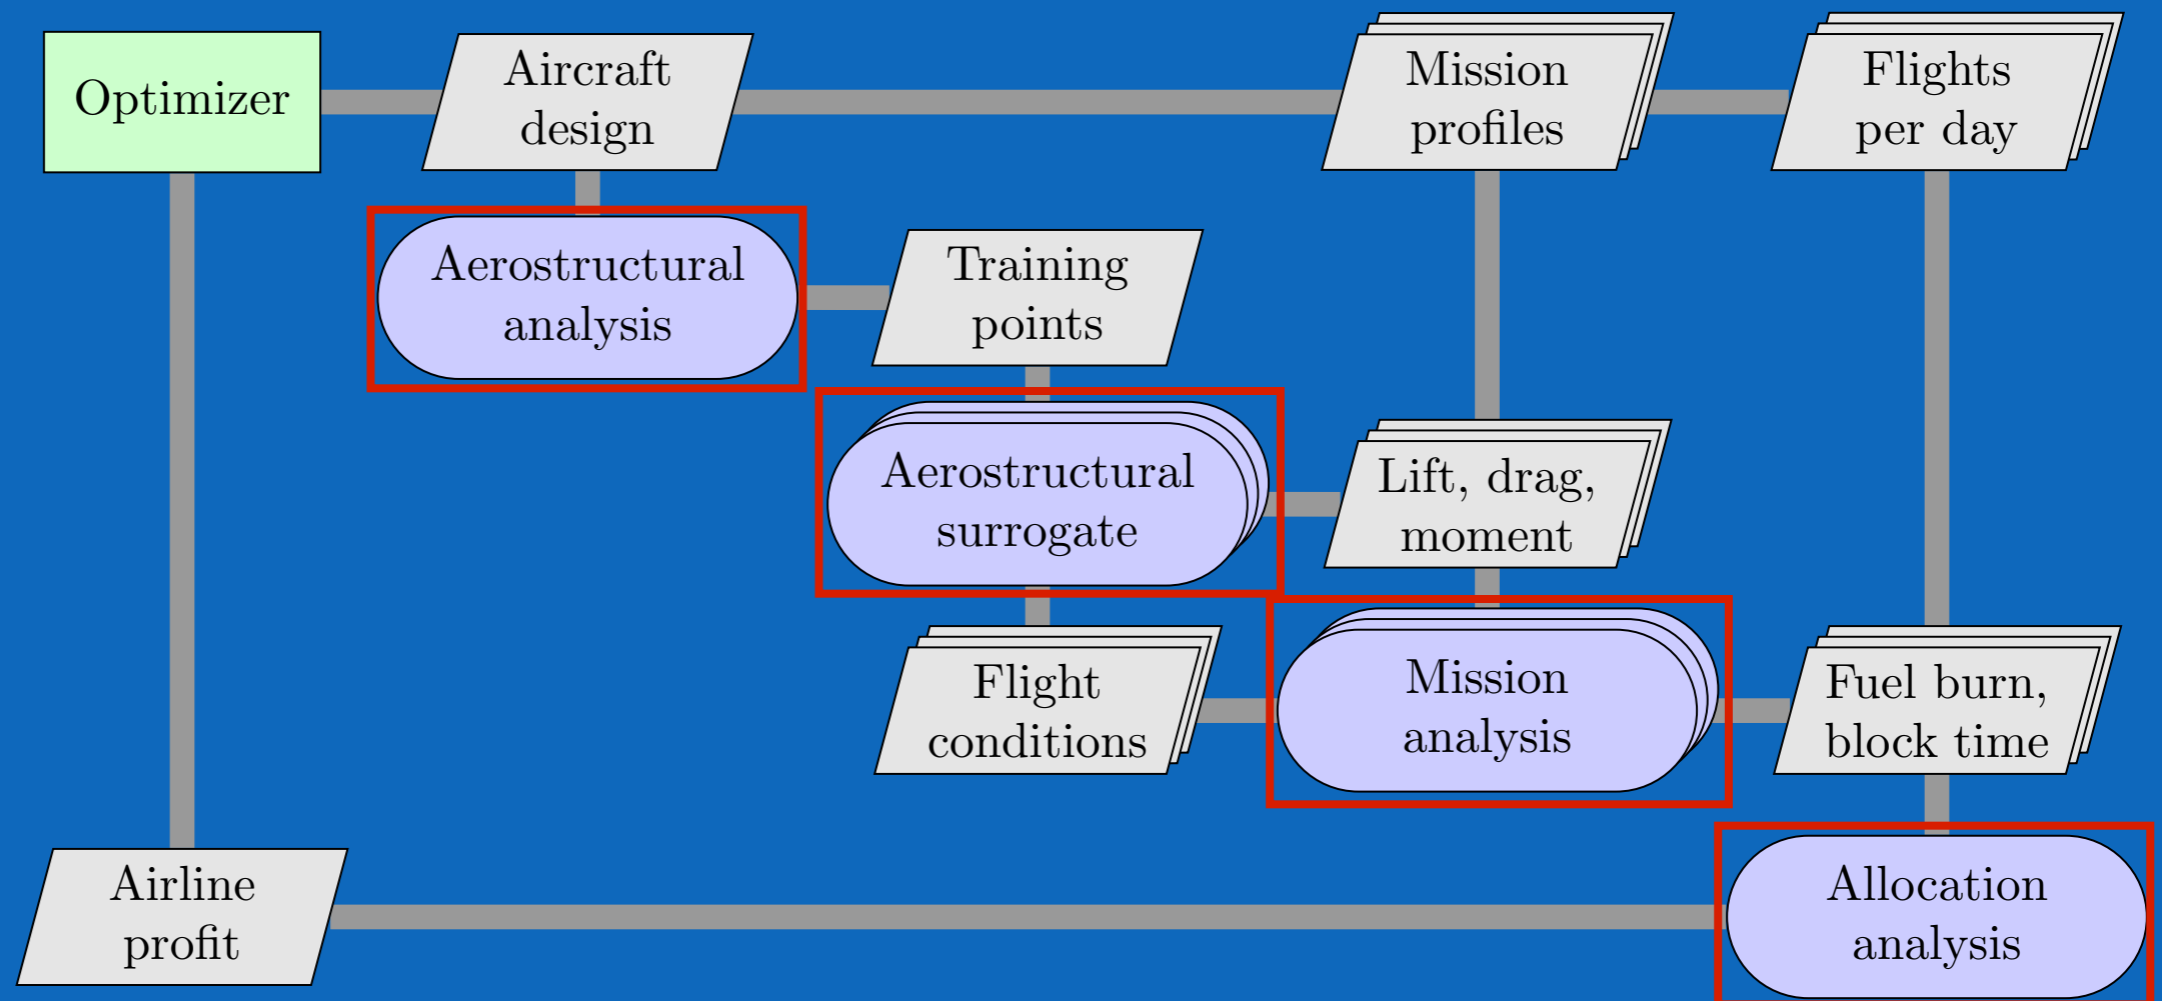 Optimizer
Aircraft
design
Mission
profiles
Flights
per day
Aerostructural
analysis
Training
points
Aerostructural
surrogate
Lift, drag,
moment
Flight
conditions
Mission
analysis
Fuel burn,
block time
Airline
profit
Allocation
analysis